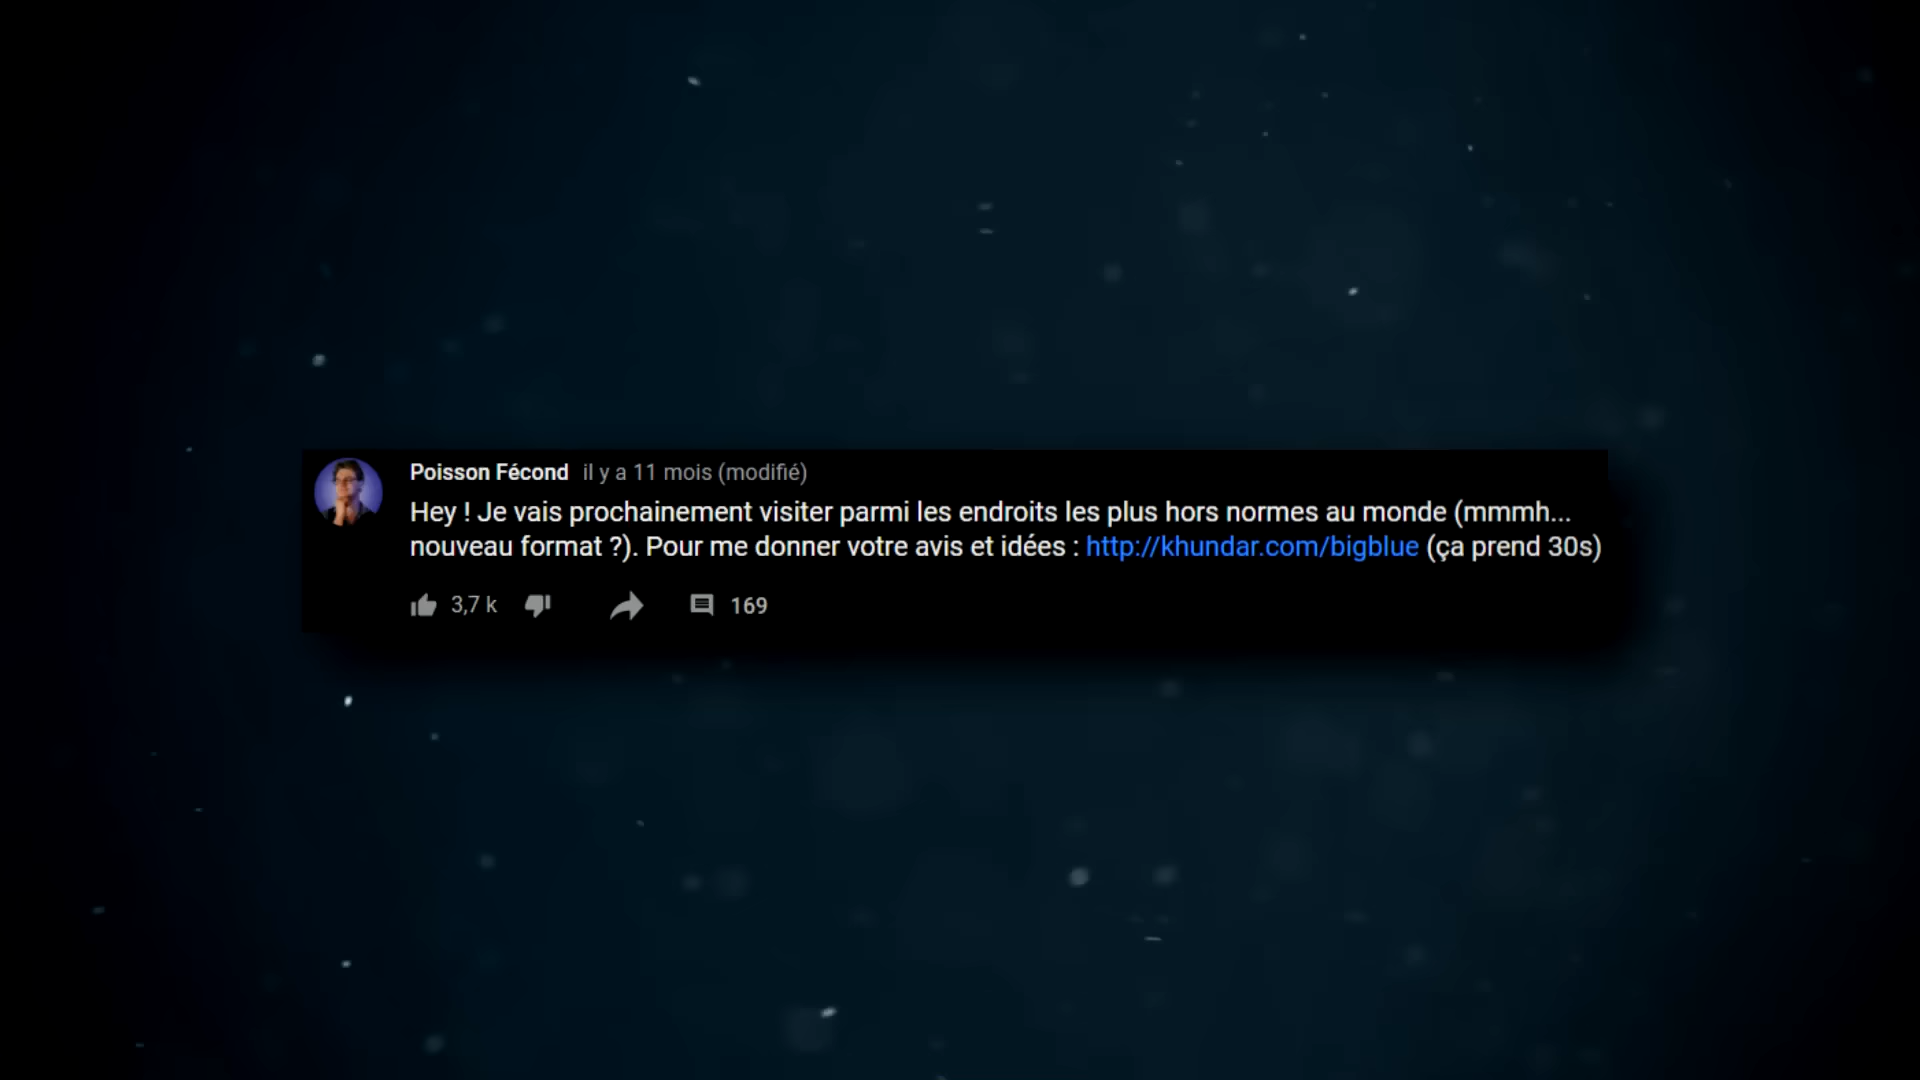 Poisson Fécond il y a 11 mois (modifié)
Hey ! Je vais prochainement visiter parmi les endroits les plus hors normes au monde (mmmh...
nouveau format ?). Pour me donner votre avis et idées : http://khundar.com/bigblue (ça prend 30s)
3,7 k 169